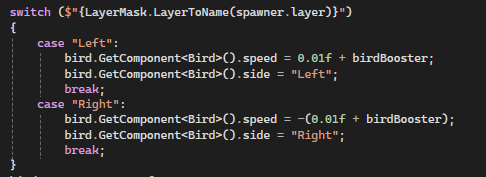 switch ($"{LayerMask.LayerToName(spawner.layer)}")
{
    case "Left":
        bird.GetComponent<Bird>().speed = 0.01f + birdBooster;
        bird.GetComponent<Bird>().side = "Left";
        break;
    case "Right":
        bird.GetComponent<Bird>().speed = -(0.01f + birdBooster);
        bird.GetComponent<Bird>().side = "Right";
        break;
}